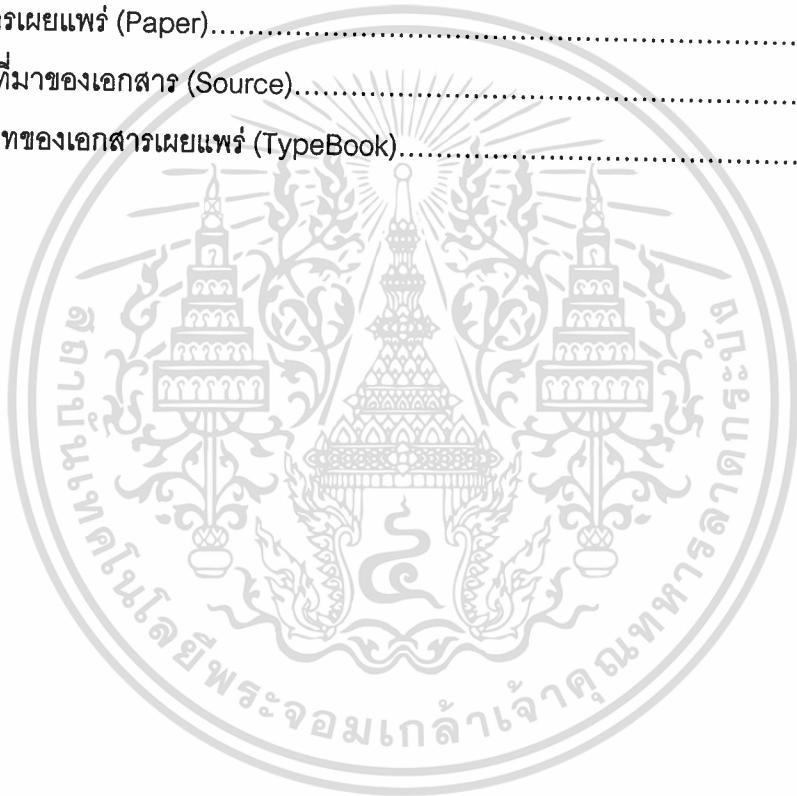 รเผยแพร่ (Paper)......................................................................
ที่มาของเอกสาร (Source)............................................................
ทของเอกสารเผยแพร่ (TypeBook)................................................
สถาบันเทคโนโลยีพระจอมเกล้าเจ้าคุณทหารลาดกระบัง